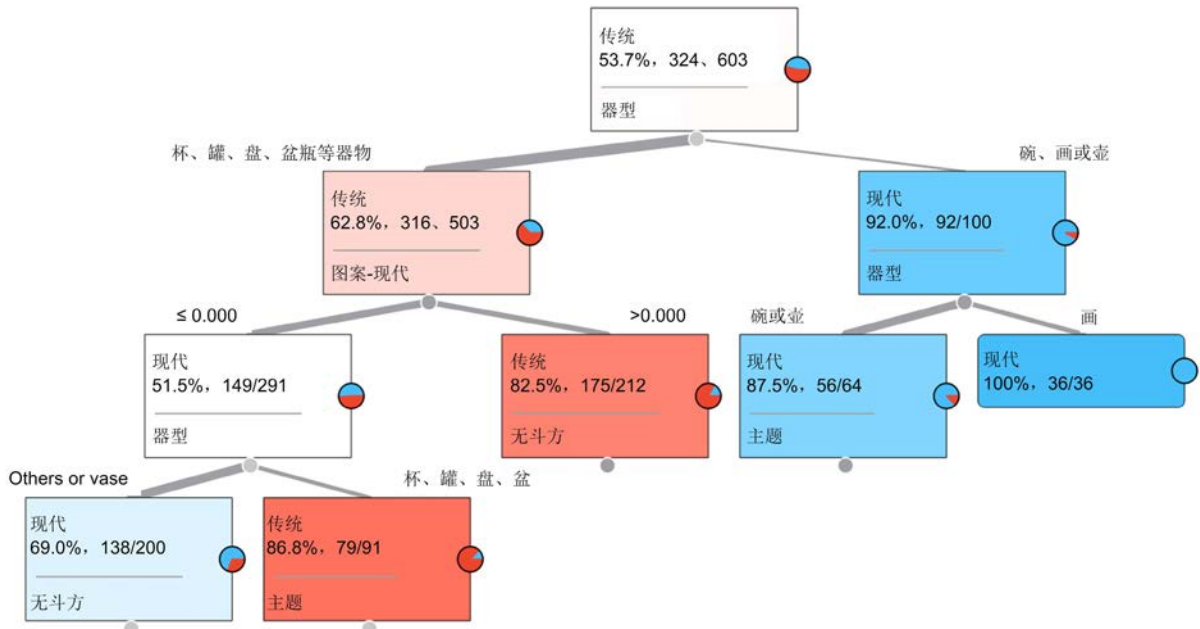 传统
53.7%，324、603
器型
杯、罐、盘、盆瓶等器物
碗、画或壶
传统
62.8%，316、503
图案-现代
现代
92.0%，92/100
器型
≤ 0.000
>0.000
碗或壶
画
现代
51.5%，149/291
器型
传统
82.5%，175/212
无斗方
现代
87.5%，56/64
主题
现代
100%，36/36
Others or vase
杯、罐、盘、盆
现代
69.0%，138/200
无斗方
传统
86.8%，79/91
主题